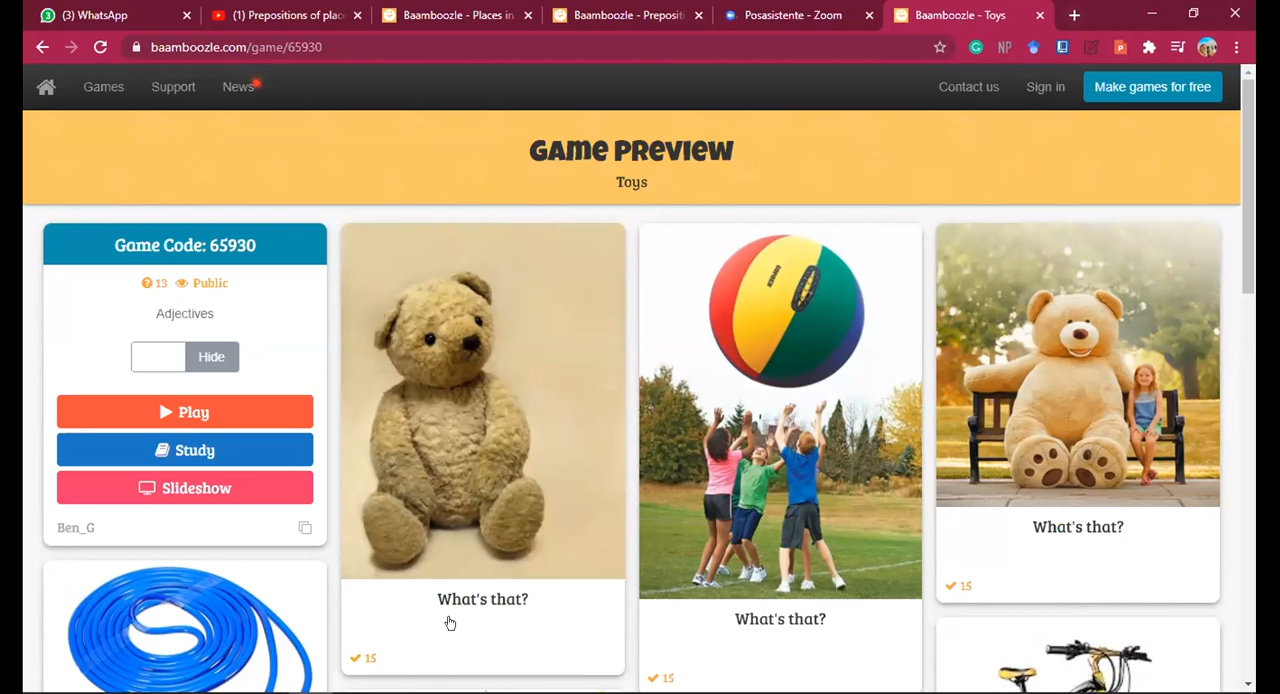 (3) WhatsApp
(1) Prepositions of plac
Baamboozle - Places in
Baamboozle - Preposit
Posasistente - Zoom
Baamboozle - Toys
baamboozle.com/game/65930
NP
Games
Support
News
Contact us
Sign in
Make games for free
Game Preview
Toys
Game Code: 65930
13
Public
Adjectives
Hide
Play
Study
Slideshow
Ben_G
What's that?
15
What's that?
15
What's that?
15